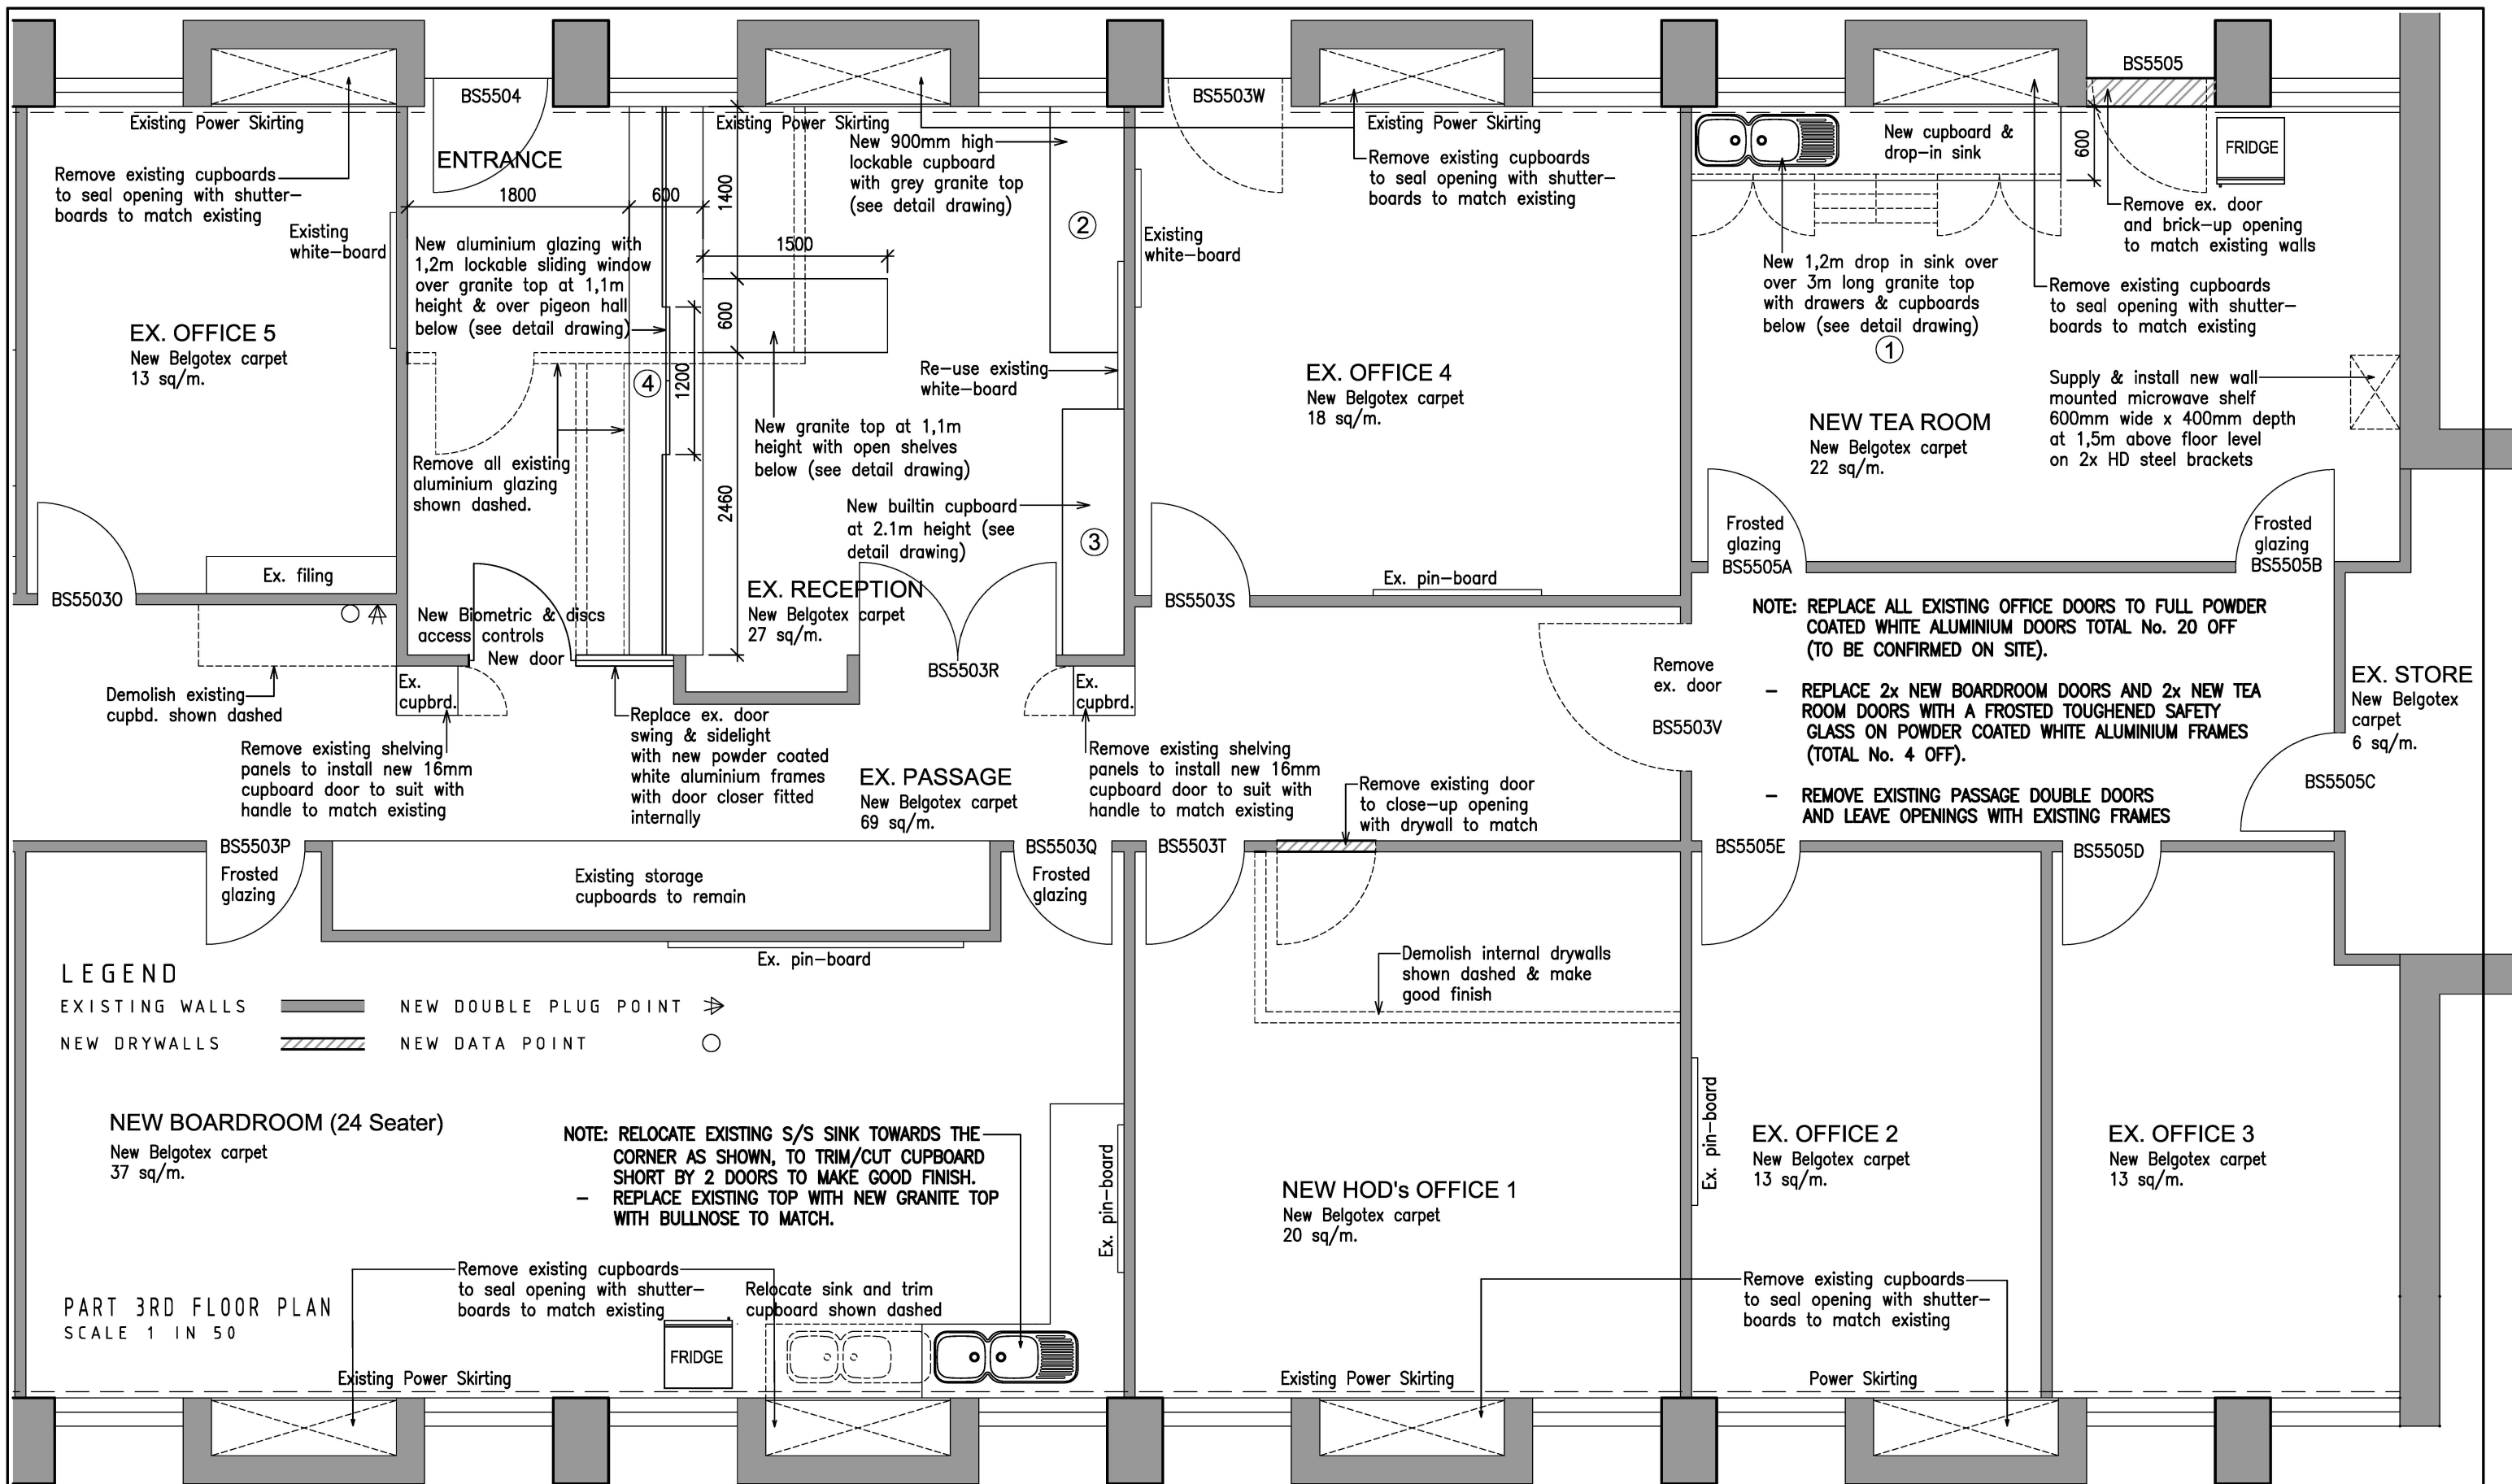 BS5504
BS5503W
BS5505
Existing Power Skirting
Existing Power Skirting
Existing Power Skirting
ENTRANCE
1800
600
1400
1500
600
1200
2460
600
Remove existing cupboards
to seal opening with shutter–
boards to match existing
Existing
white–board
New aluminium glazing with
1,2m lockable sliding window
over granite top at 1,1m
height & over pigeon hall
below (see detail drawing)
New 900mm high
lockable cupboard
with grey granite top
(see detail drawing)
2
Existing
white–board
Remove existing cupboards
to seal opening with shutter–
boards to match existing
New cupboard &
drop–in sink
FRIDGE
Remove ex. door
and brick–up opening
to match existing walls
New 1,2m drop in sink over
over 3m long granite top
with drawers & cupboards
below (see detail drawing)
1
Remove existing cupboards
to seal opening with shutter–
boards to match existing
EX. OFFICE 5
New Belgotex carpet
13 sq/m.
4
Re–use existing
white–board
EX. OFFICE 4
New Belgotex carpet
18 sq/m.
Supply & install new wall
mounted microwave shelf
600mm wide x 400mm depth
at 1,5m above floor level
on 2x HD steel brackets
NEW TEA ROOM
New Belgotex carpet
22 sq/m.
Remove all existing
aluminium glazing
shown dashed.
New granite top at 1,1m
height with open shelves
below (see detail drawing)
New builtin cupboard
at 2.1m height (see
detail drawing)
3
Frosted
glazing
BS5505A
Frosted
glazing
BS5505B
Ex. filing
BS5503O
New Biometric & discs
access controls
New door
EX. RECEPTION
New Belgotex carpet
27 sq/m.
BS5503R
BS5503S
Ex. pin–board
NOTE: REPLACE ALL EXISTING OFFICE DOORS TO FULL POWDER
COATED WHITE ALUMINIUM DOORS TOTAL No. 20 OFF
(TO BE CONFIRMED ON SITE).
– REPLACE 2x NEW BOARDROOM DOORS AND 2x NEW TEA
ROOM DOORS WITH A FROSTED TOUGHENED SAFETY
GLASS ON POWDER COATED WHITE ALUMINIUM FRAMES
(TOTAL No. 4 OFF).
– REMOVE EXISTING PASSAGE DOUBLE DOORS
AND LEAVE OPENINGS WITH EXISTING FRAMES
EX. STORE
New Belgotex
carpet
6 sq/m.
BS5505C
Demolish existing
cupbd. shown dashed
Ex.
cupbrd.
Remove existing shelving
panels to install new 16mm
cupboard door to suit with
handle to match existing
Replace ex. door
swing & sidelight
with new powder coated
white aluminium frames
with door closer fitted
internally
EX. PASSAGE
New Belgotex carpet
69 sq/m.
Ex.
cupbrd.
Remove existing shelving
panels to install new 16mm
cupboard door to suit with
handle to match existing
Remove existing door
to close–up opening
with drywall to match
Remove
ex. door
BS5503V
BS5503P
Frosted
glazing
Existing storage
cupboards to remain
BS5503Q
Frosted
glazing
BS5503T
BS5505E
BS5505D
Ex. pin–board
Demolish internal drywalls
shown dashed & make
good finish
LEGEND
EXISTING WALLS
NEW DOUBLE PLUG POINT
NEW DRYWALLS
NEW DATA POINT
NEW BOARDROOM (24 Seater)
New Belgotex carpet
37 sq/m.
NOTE: RELOCATE EXISTING S/S SINK TOWARDS THE
CORNER AS SHOWN, TO TRIM/CUT CUPBOARD
SHORT BY 2 DOORS TO MAKE GOOD FINISH.
– REPLACE EXISTING TOP WITH NEW GRANITE TOP
WITH BULLNOSE TO MATCH.
Ex. pin–board
NEW HOD's OFFICE 1
New Belgotex carpet
20 sq/m.
Ex. pin–board
EX. OFFICE 2
New Belgotex carpet
13 sq/m.
EX. OFFICE 3
New Belgotex carpet
13 sq/m.
PART 3RD FLOOR PLAN
SCALE 1 IN 50
Remove existing cupboards
to seal opening with shutter–
boards to match existing
Relocate sink and trim
cupboard shown dashed
FRIDGE
Remove existing cupboards
to seal opening with shutter–
boards to match existing
Existing Power Skirting
Existing Power Skirting
Power Skirting